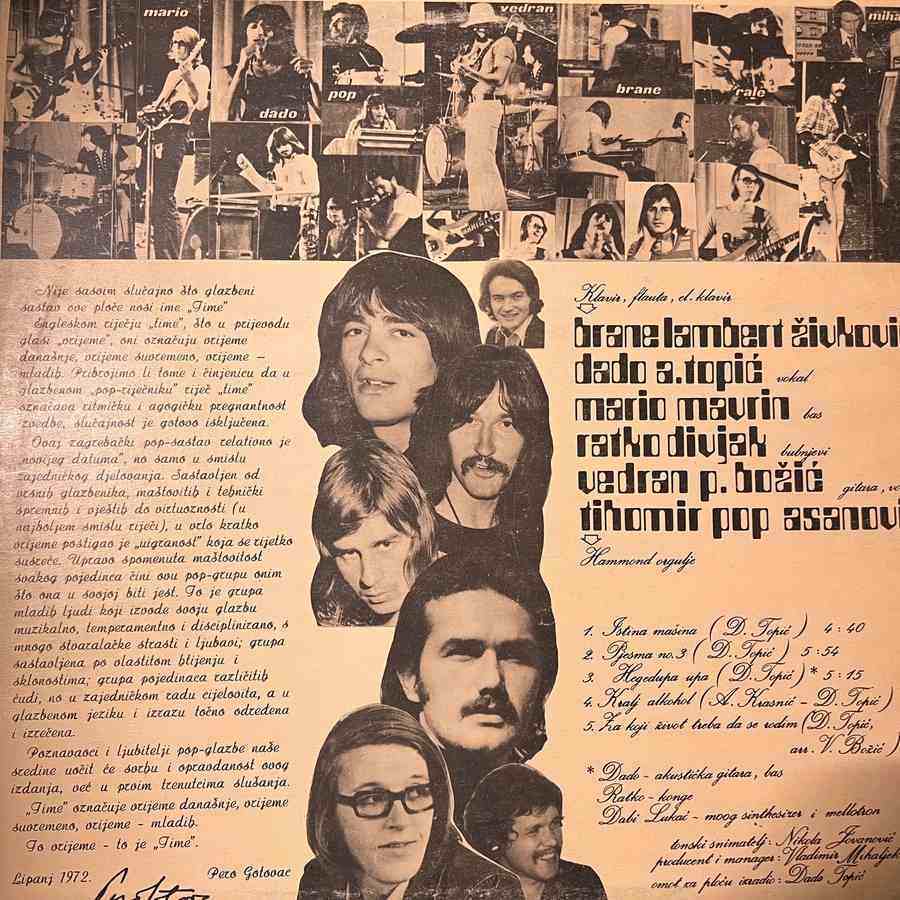 mario
vedran
miha
dado
pop
brane
rale
Nije sasvim slučajno što glazbeni
sastav ove ploče nosi ime „Time"
Engleskom riječju „time", što u prijevodu
glasi „vrijeme", oni označuju vrijeme
današnje, vrijeme suvremeno, vrijeme –
mladih. Pribrojimo li tome i činjenicu da u
glazbenom „pop-rječniku" riječ „time"
označava ritmičku i agogičku pregnantnost
izvedbe, slučajnost je gotovo isključena.
Ovaj zagrebački pop-sastav relativno je
„novijeg datuma", no samo u smislu
zajedničkog djelovanja. Sastavljen od
vrsnih glazbenika, maštovitih i tehnički
spremnih i vještih do virtuoznosti (u
najboljem smislu riječi), u vrlo kratko
vrijeme postigao je „uigranost" koja se rijetko
susreće. Upravo spomenuta maštovitost
svakog pojedinca čini ovu pop-grupu onim
što ona u svojoj biti jest. To je grupa
mladih ljudi koji izvode svoju glazbu
muzikalno, temperamentno i disciplinirano, s
mnogo stvaralačke strasti i ljubavi; grupa
sastavljena po vlastitom htijenju i
sklonostima; grupa pojedinaca različitih
ćudi, no u zajedničkom radu cjelovita, a u
glazbenom jeziku i izrazu točno određena
i izrečena.
Poznavaoci i ljubitelji pop-glazbe naše
sredine uočit će svrhu i opravdanost ovog
izdanja, već u prvim trenutcima slušanja.
„Time" označuje vrijeme današnje, vrijeme
suvremeno, vrijeme - mladih.
To vrijeme - to je „Time".
Lipanj 1972. Pero Gotovac
Klavir, flauta, el. klavir
brane lambert živkovi
dado a. topić vokal
mario mavrin bas
ratko divjak bubnjevi
vedran p. božić gitara, vo
tihomir pop asanovi
Hammond orgulje
1. Istina mašina (D. Topić) 4:40
2. Pjesma no. 3 (D. Topić) 5:54
3. Hegedupa upa (D. Topić) * 5:15
4. Kralj alkohol (A. Krasnić - D. Topić)
5. Za koji život treba da se rodim (D. Topić,
arr. V. Božić)
* Dado - akustička gitara, bas
Ratko - konge
Dabi Lukač - moog sinthesizer i mellotron
tonski snimatelj: Nikola Jovanović
producent i manager: Vladimir Mihaljek
omot za ploču izradio: Dado Topić